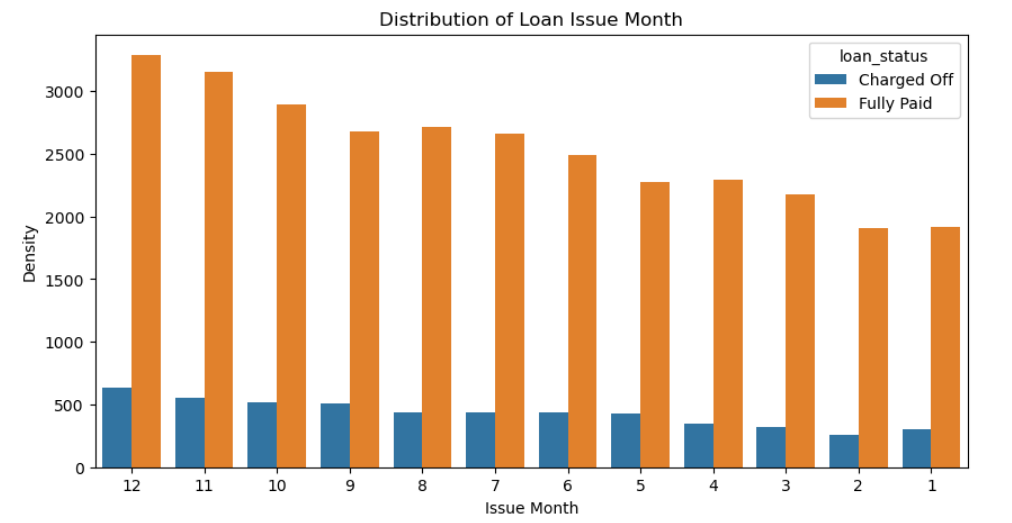 Distribution of Loan Issue Month
loan_status
Charged Off
Fully Paid
Density
3000
2500
2000
1500
1000
500
0
12 11 10 9 8 7 6 5 4 3 2 1
Issue Month